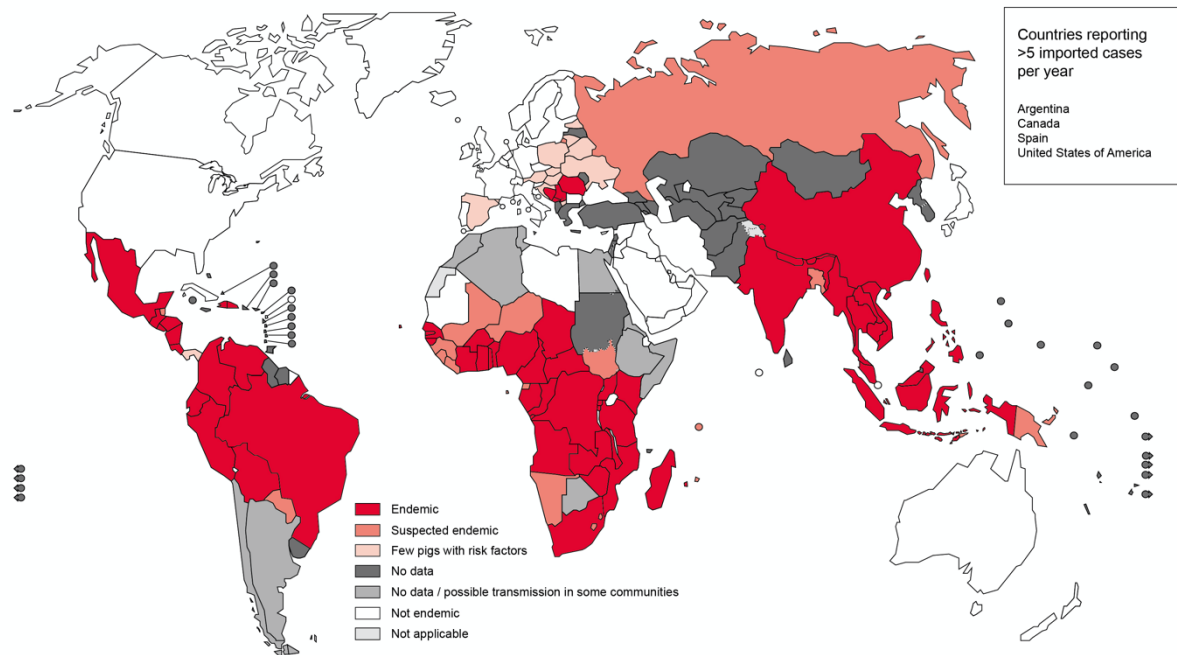 Countries reporting
>5 imported cases
per year
Argentina
Canada
Spain
United States of America
Endemic
Suspected endemic
Few pigs with risk factors
No data
No data / possible transmission in some communities
Not endemic
Not applicable